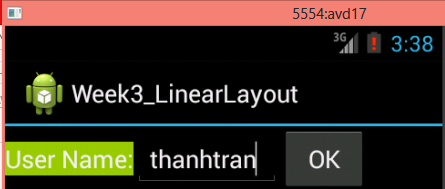 5554:avd17
3G 3:38
Week3_LinearLayout
User Name: thanhtran OK